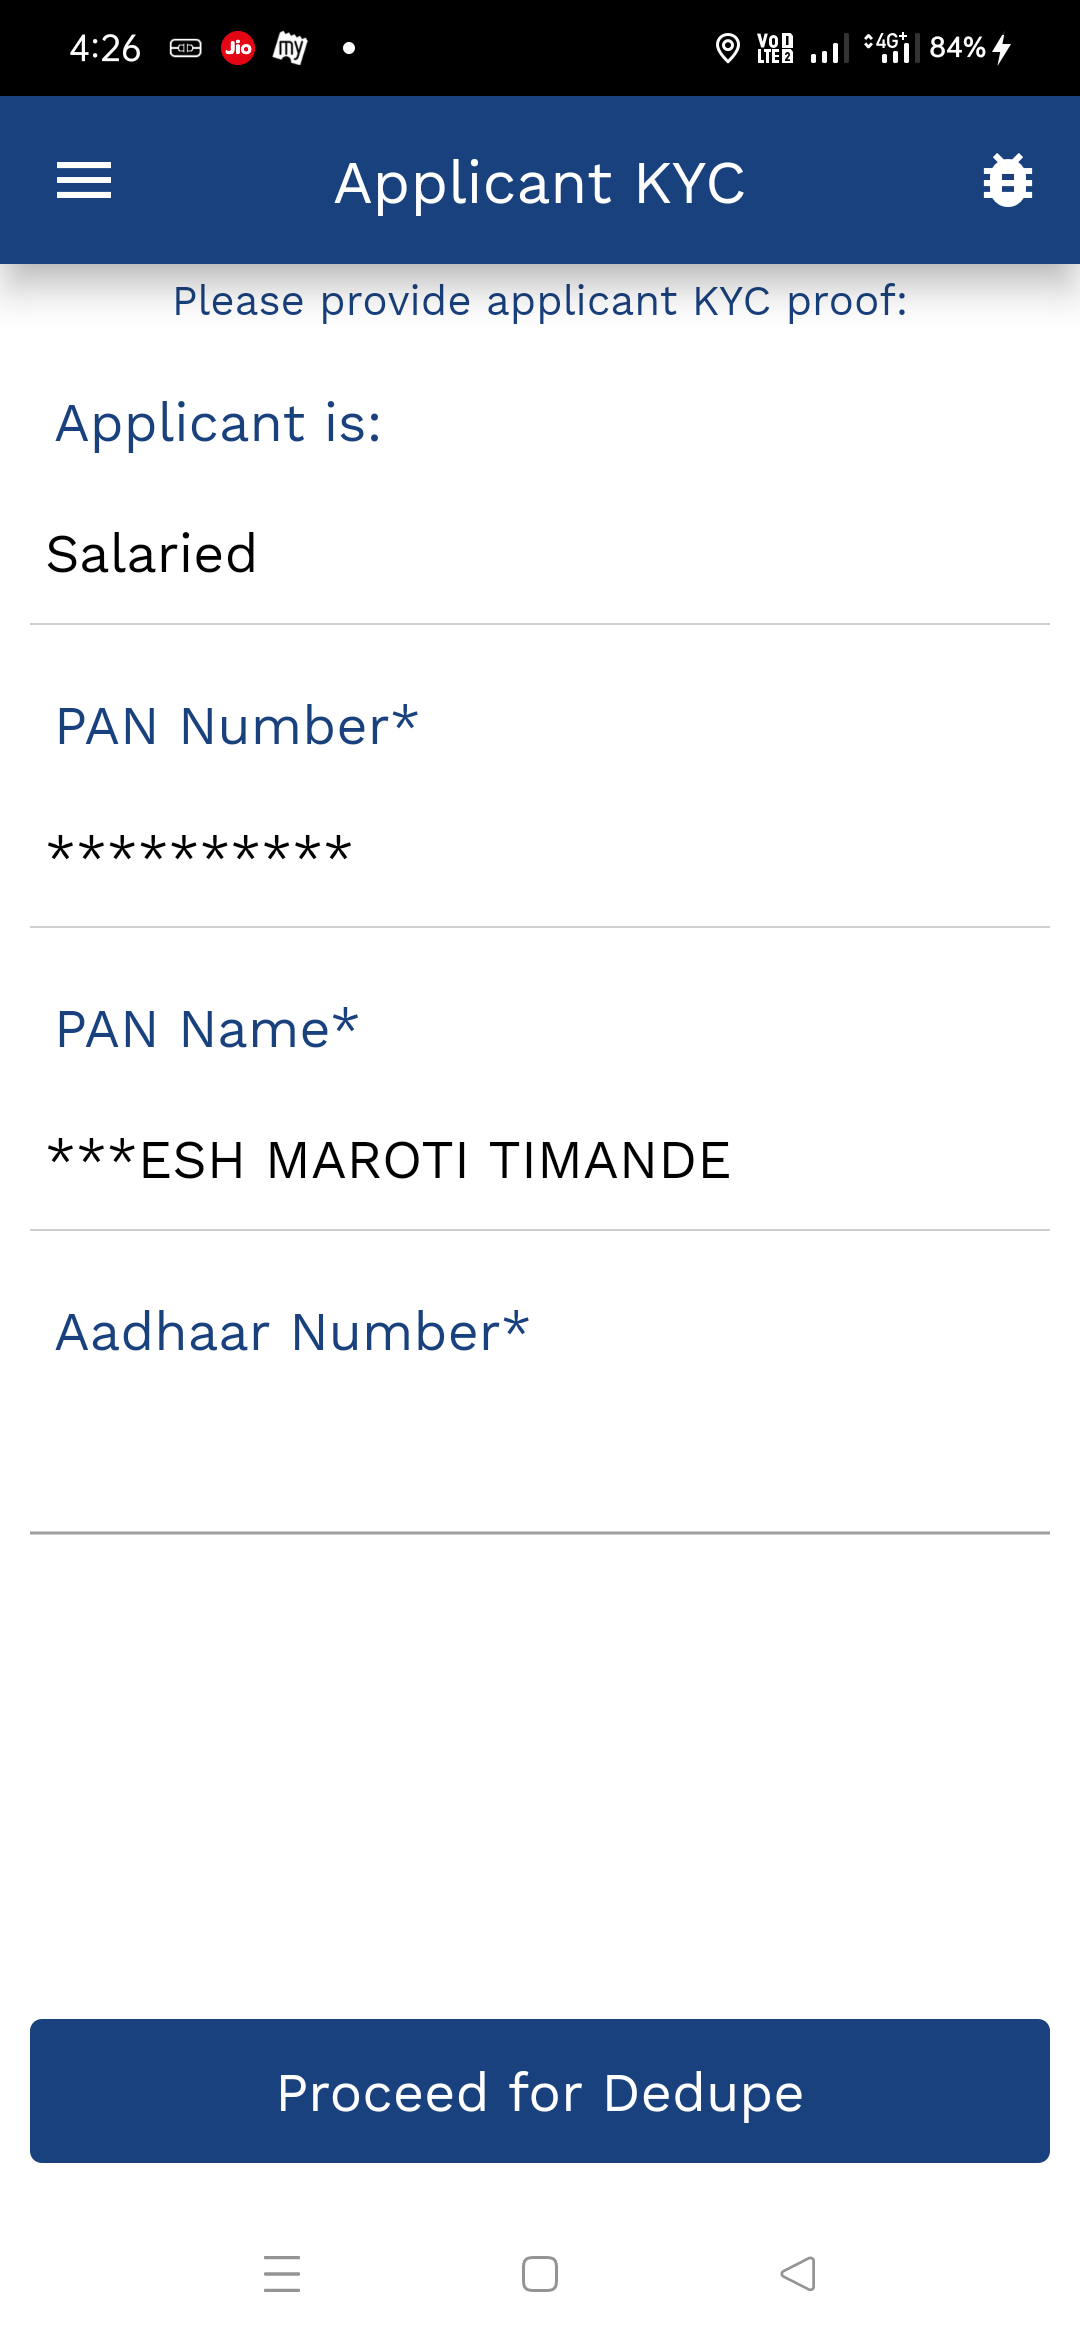 4:26 Jio my VoD LTE2 4G+ 84%
Applicant KYC
Please provide applicant KYC proof:
Applicant is:
Salaried
PAN Number*
**********
PAN Name*
***ESH MAROTI TIMANDE
Aadhaar Number*
Proceed for Dedupe